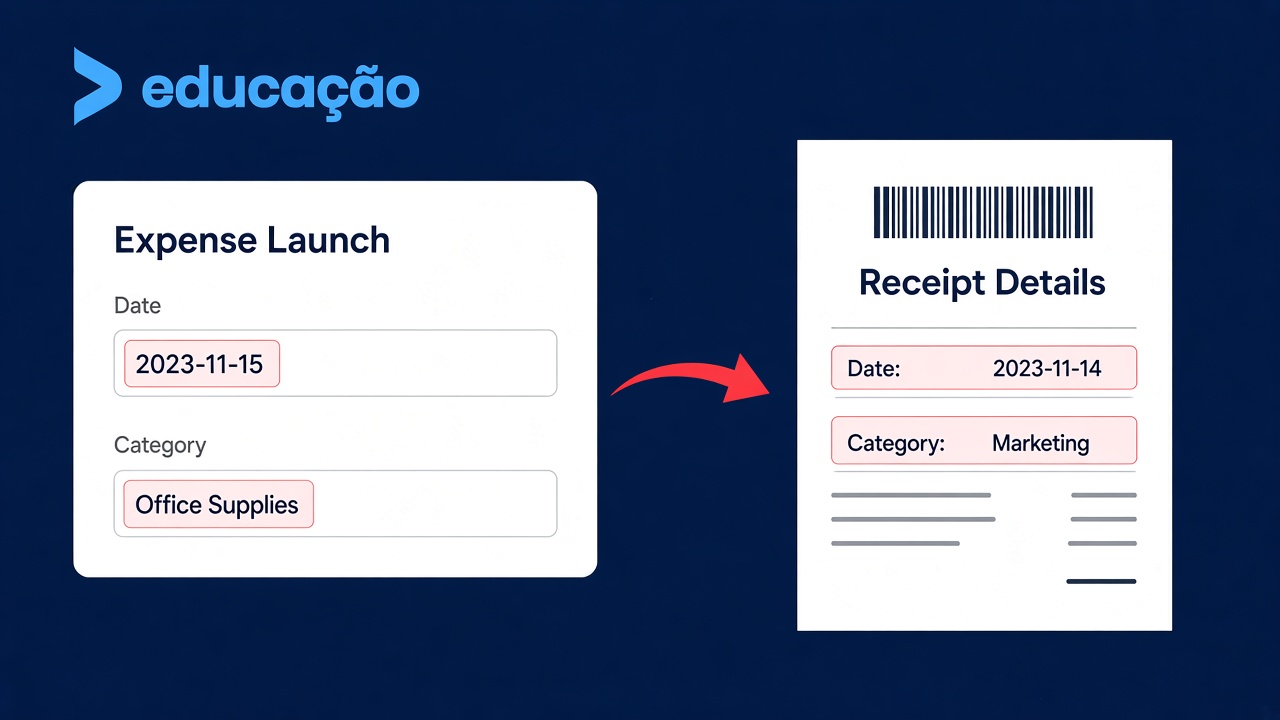 educação
Expense Launch
Date
2023-11-15
Category
Office Supplies
Receipt Details
Date: 2023-11-14
Category: Marketing